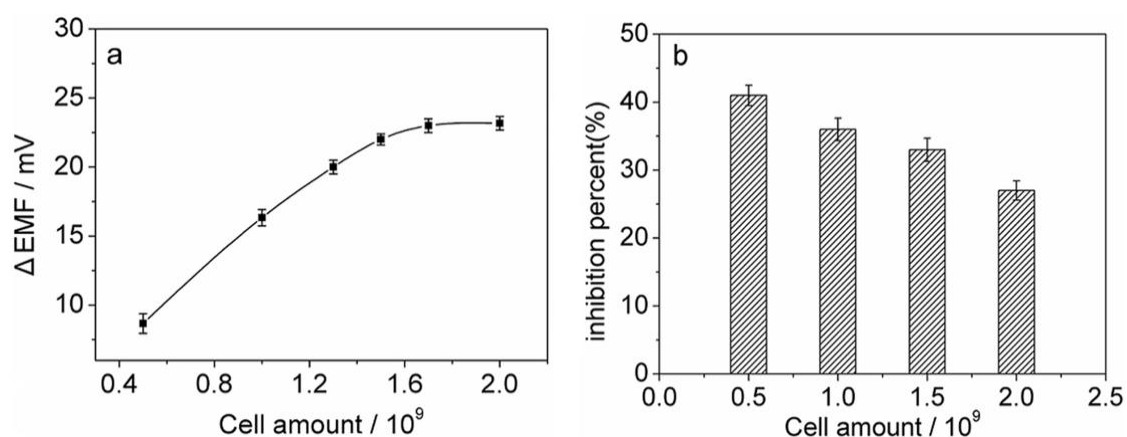 a
Δ EMF / mV
30
25
20
15
10
0.4 0.8 1.2 1.6 2.0
Cell amount / 10⁹
b
inhibition percent(%)
50
40
30
20
10
0
0.0 0.5 1.0 1.5 2.0 2.5
Cell amount / 10⁹